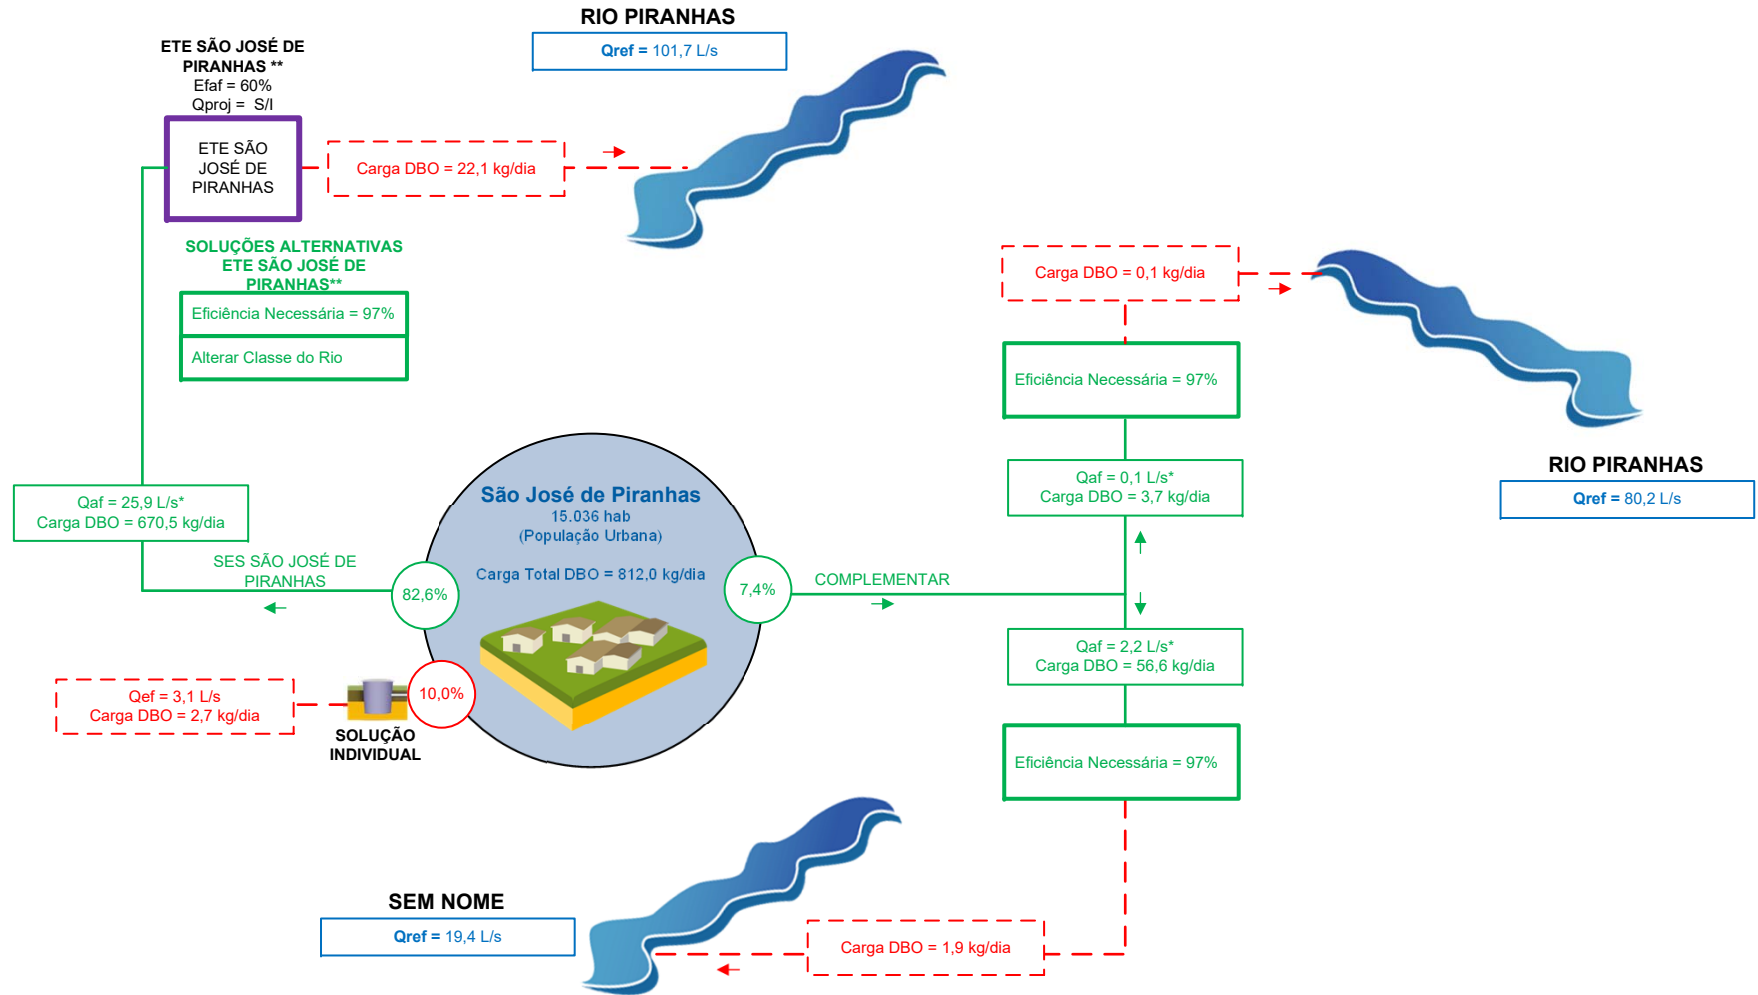 RIO PIRANHAS
Qref = 101,7 L/s
ETE SÃO JOSÉ DE
PIRANHAS **
Efaf = 60%
Qproj = S/I
ETE SÃO
JOSÉ DE
PIRANHAS
Carga DBO = 22,1 kg/dia
SOLUÇÕES ALTERNATIVAS
ETE SÃO JOSÉ DE
PIRANHAS**
Eficiência Necessária = 97%
Alterar Classe do Rio
Carga DBO = 0,1 kg/dia
Eficiência Necessária = 97%
RIO PIRANHAS
Qref = 80,2 L/s
Qaf = 0,1 L/s*
Carga DBO = 3,7 kg/dia
Qaf = 25,9 L/s*
Carga DBO = 670,5 kg/dia
São José de Piranhas
15.036 hab
(População Urbana)
Carga Total DBO = 812,0 kg/dia
SES SÃO JOSÉ DE
PIRANHAS
82,6%
7,4%
COMPLEMENTAR
Qaf = 2,2 L/s*
Carga DBO = 56,6 kg/dia
10,0%
Qef = 3,1 L/s
Carga DBO = 2,7 kg/dia
SOLUÇÃO
INDIVIDUAL
Eficiência Necessária = 97%
SEM NOME
Qref = 19,4 L/s
Carga DBO = 1,9 kg/dia